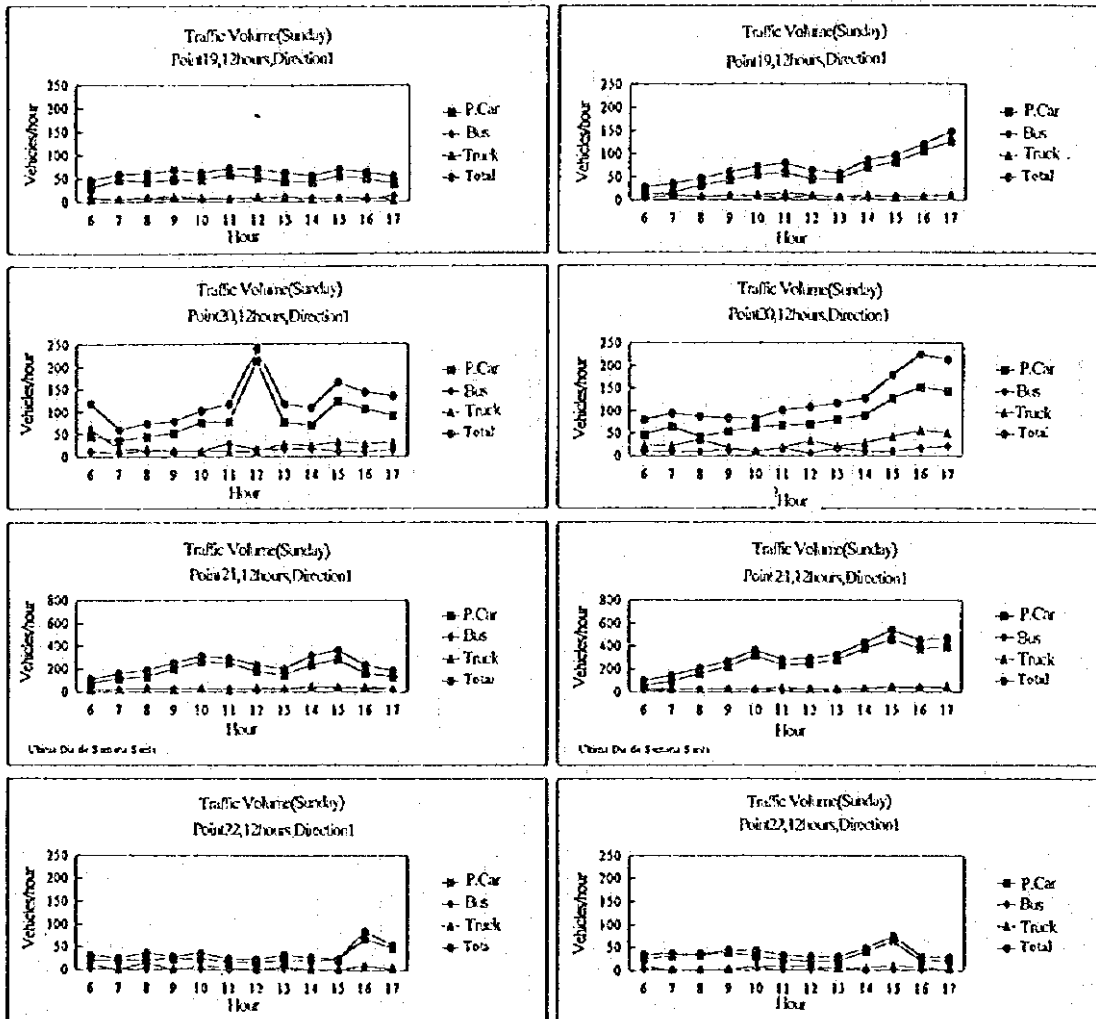 Traffic Volume(Sunday)
Point19,12hours,Direction1
Vehicles/hour
250
200
150
100
50
0
6 7 8 9 10 11 12 13 14 15 16 17
Hour
P.Car
Bus
Truck
Total
Traffic Volume(Sunday)
Point19,12hours,Direction1
Vehicles/hour
250
200
150
100
50
0
6 7 8 9 10 11 12 13 14 15 16 17
Hour
P.Car
Bus
Truck
Total
Traffic Volume(Sunday)
Point20,12hours,Direction1
Vehicles/hour
250
200
150
100
50
0
6 7 8 9 10 11 12 13 14 15 16 17
Hour
P.Car
Bus
Truck
Total
Traffic Volume(Sunday)
Point20,12hours,Direction1
Vehicles/hour
250
200
150
100
50
0
6 7 8 9 10 11 12 13 14 15 16 17
Hour
P.Car
Bus
Truck
Total
Traffic Volume(Sunday)
Point21,12hours,Direction1
Vehicles/hour
800
600
400
200
0
6 7 8 9 10 11 12 13 14 15 16 17
Hour
P.Car
Bus
Truck
Total
Traffic Volume(Sunday)
Point21,12hours,Direction1
Vehicles/hour
800
600
400
200
0
6 7 8 9 10 11 12 13 14 15 16 17
Hour
P.Car
Bus
Truck
Total
Traffic Volume(Sunday)
Point22,12hours,Direction1
Vehicles/hour
250
200
150
100
50
0
6 7 8 9 10 11 12 13 14 15 16 17
Hour
P.Car
Bus
Truck
Tota
Traffic Volume(Sunday)
Point22,12hours,Direction1
Vehicles/hour
250
200
150
100
50
0
6 7 8 9 10 11 12 13 14 15 16 17
Hour
P.Car
Bus
Truck
Total